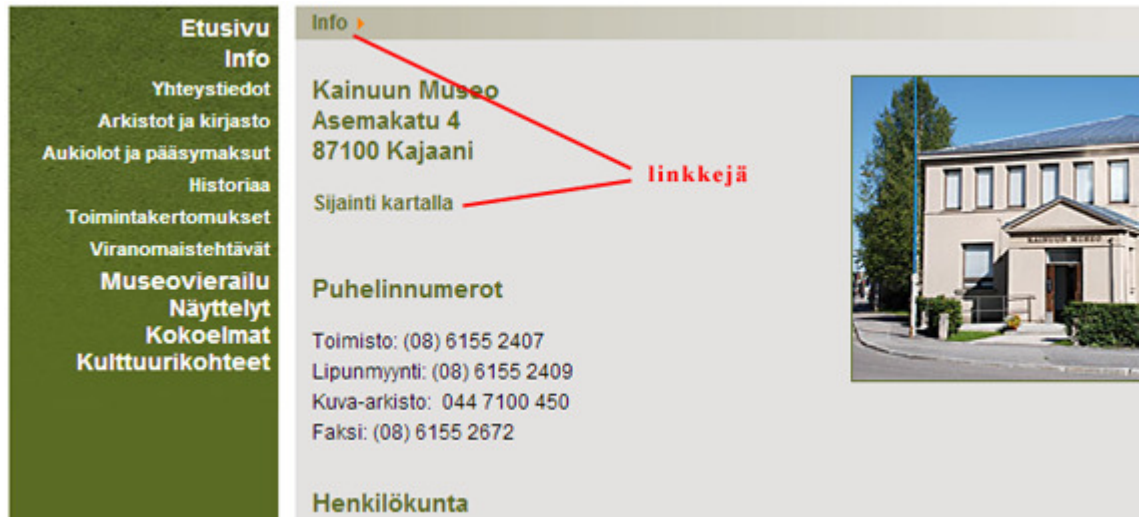 Etusivu
Info
Yhteystiedot
Arkistot ja kirjasto
Aukiolot ja pääsymaksut
Historiaa
Toimintakertomukset
Viranomaistehtävät
Museovierailu
Näyttelyt
Kokoelmat
Kulttuurikohteet
Info
Kainuun Museo
Asemakatu 4
87100 Kajaani
linkkejä
Sijainti kartalla
Puhelinnumerot
Toimisto: (08) 6155 2407
Lipunmyynti: (08) 6155 2409
Kuva-arkisto: 044 7100 450
Faksi: (08) 6155 2672
Henkilökunta
KAINUUN MUSEO